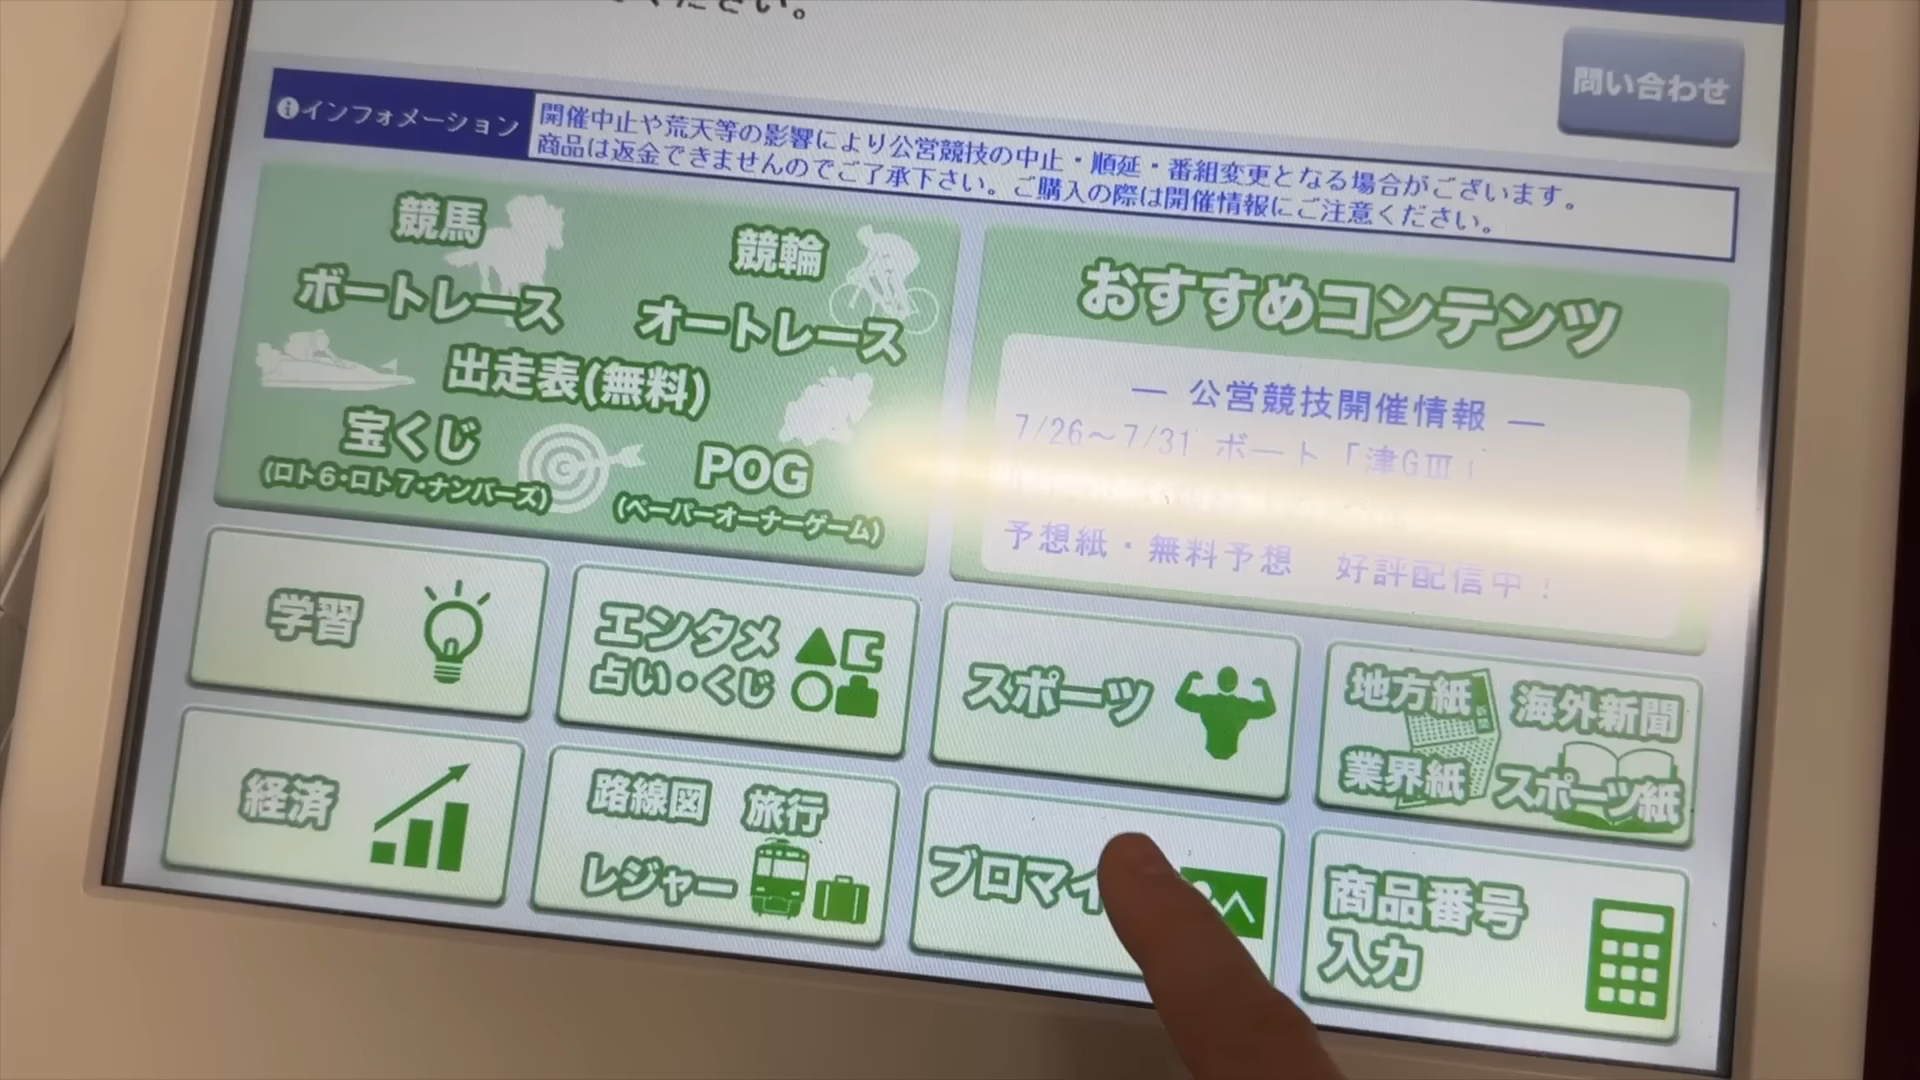 ください。
問い合わせ
インフォメーション
開催中止や荒天等の影響により公営競技の中止・順延・番組変更となる場合がございます。
商品は返金できませんのでご了承下さい。ご購入の際は開催情報にご注意ください。
競馬
競輪
ボートレース
オートレース
出走表(無料)
宝くじ
(ロト6・ロト7・ナンバーズ)
POG
(ペーパーオーナーゲーム)
おすすめコンテンツ
― 公営競技開催情報 ―
7/26～7/31 ボート「津GⅢ」
予想紙・無料予想 好評配信中！
学習
エンタメ
占い・くじ
スポーツ
地方紙
海外新聞
業界紙
スポーツ紙
経済
路線図 旅行
レジャー
ブロマイ
商品番号
入力